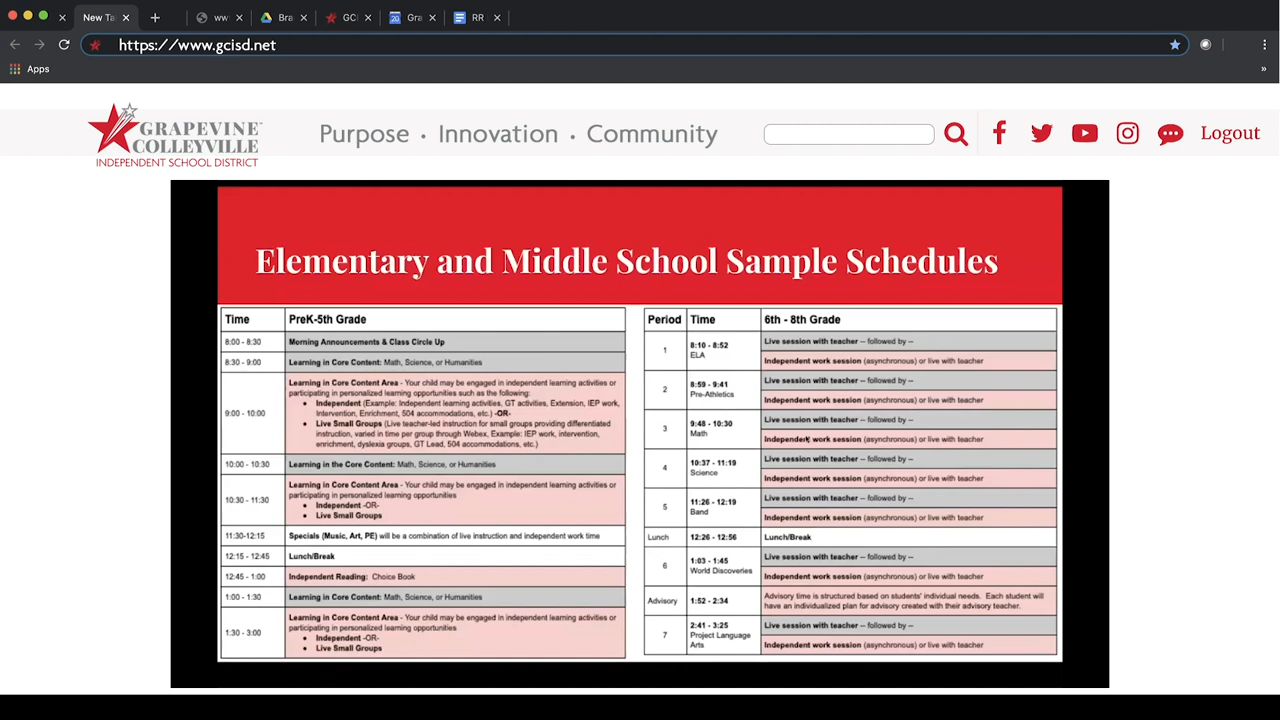 New Ta
ww
Bra
GCI
Gra
RR
https://www.gcisd.net
Apps
GRAPEVINE
COLLEYVILLE
INDEPENDENT SCHOOL DISTRICT
Purpose • Innovation • Community
Logout
Elementary and Middle School Sample Schedules
Time PreK-5th Grade
8:00 - 8:30 Morning Announcements & Class Circle Up
8:30 - 9:00 Learning in Core Content: Math, Science, or Humanities
9:00 - 10:00
Learning in Core Content Area - Your child may be engaged in independent learning activities or
participating in personalized learning opportunities such as the following:
• Independent (Example: Independent learning activities, GT activities, Extension, IEP work,
Intervention, Enrichment, 504 accommodations, etc.) -OR-
• Live Small Groups (Live teacher-led instruction for small groups providing differentiated
instruction, varied in time per group through Webex, Example: IEP work, intervention,
enrichment, dyslexia groups, GT Lead, 504 accommodations, etc.)
10:00 - 10:30 Learning in the Core Content: Math, Science, or Humanities
10:30 - 11:30
Learning in Core Content Area - Your child may be engaged in independent learning activities or
participating in personalized learning opportunities
• Independent -OR-
• Live Small Groups
11:30-12:15 Specials (Music, Art, PE) will be a combination of live instruction and independent work time
12:15 - 12:45 Lunch/Break
12:45 - 1:00 Independent Reading: Choice Book
1:00 - 1:30 Learning in Core Content: Math, Science, or Humanities
1:30 - 3:00
Learning in Core Content Area - Your child may be engaged in independent learning activities or
participating in personalized learning opportunities
• Independent -OR-
• Live Small Groups
Period Time 6th - 8th Grade
1
8:10 - 8:52
ELA
Live session with teacher -- followed by --
Independent work session (asynchronous) or live with teacher
2
8:59 - 9:41
Pre-Athletics
Live session with teacher -- followed by --
Independent work session (asynchronous) or live with teacher
3
9:48 - 10:30
Math
Live session with teacher -- followed by --
Independent work session (asynchronous) or live with teacher
4
10:37 - 11:19
Science
Live session with teacher -- followed by --
Independent work session (asynchronous) or live with teacher
5
11:26 - 12:19
Band
Live session with teacher -- followed by --
Independent work session (asynchronous) or live with teacher
Lunch 12:26 - 12:56 Lunch/Break
6
1:03 - 1:45
World Discoveries
Live session with teacher -- followed by --
Independent work session (asynchronous) or live with teacher
Advisory 1:52 - 2:34
Advisory time is structured based on students' individual needs. Each student will
have an individualized plan for advisory created with their advisory teacher.
7
2:41 - 3:25
Project Language
Arts
Live session with teacher -- followed by --
Independent work session (asynchronous) or live with teacher